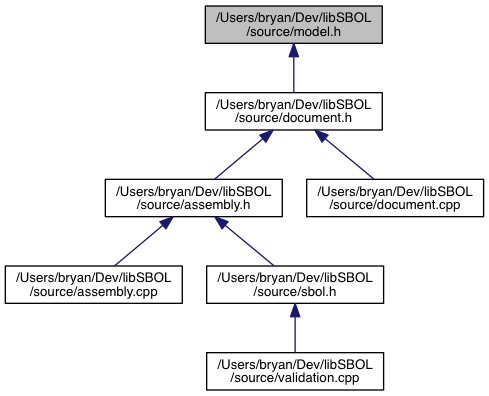 /Users/bryan/Dev/libSBOL
/source/model.h
/Users/bryan/Dev/libSBOL
/source/document.h
/Users/bryan/Dev/libSBOL
/source/assembly.h
/Users/bryan/Dev/libSBOL
/source/document.cpp
/Users/bryan/Dev/libSBOL
/source/assembly.cpp
/Users/bryan/Dev/libSBOL
/source/sbol.h
/Users/bryan/Dev/libSBOL
/source/validation.cpp